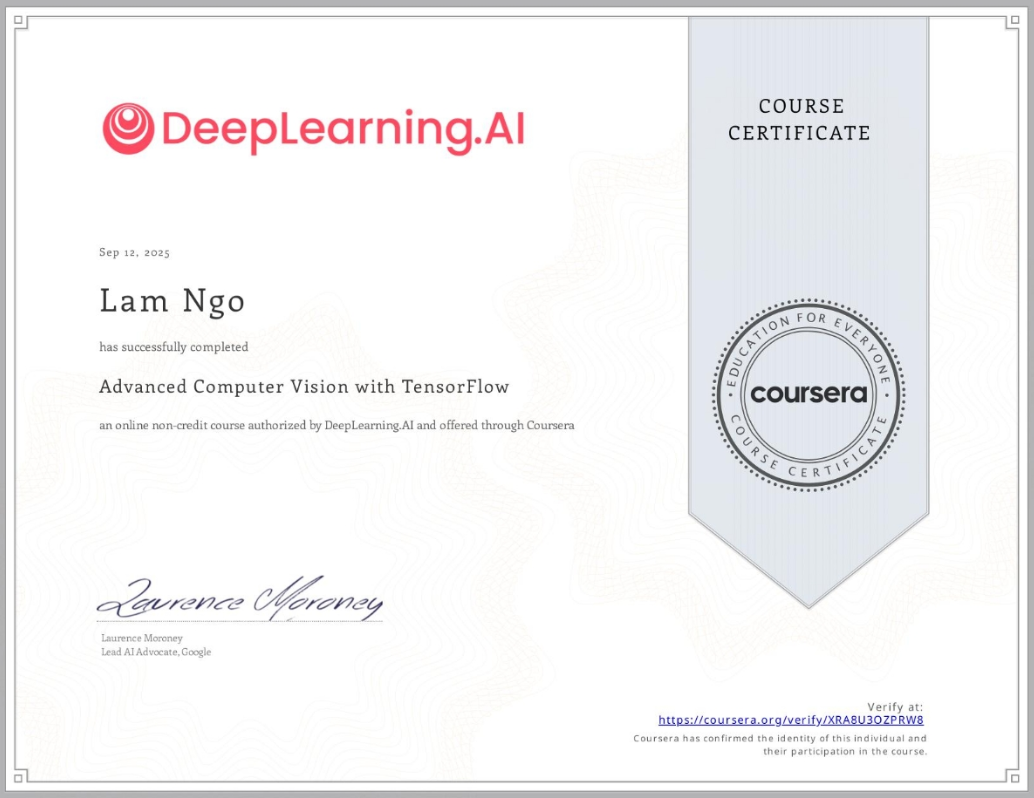 DeepLearning.AI
COURSE
CERTIFICATE
Sep 12, 2025
Lam Ngo
has successfully completed
Advanced Computer Vision with TensorFlow
an online non-credit course authorized by DeepLearning.AI and offered through Coursera
EDUCATION FOR EVERYONE
coursera
COURSE CERTIFICATE
Laurence Moroney
Laurence Moroney
Lead AI Advocate, Google
Verify at:
https://coursera.org/verify/XRA8U3OZPRW8
Coursera has confirmed the identity of this individual and
their participation in the course.